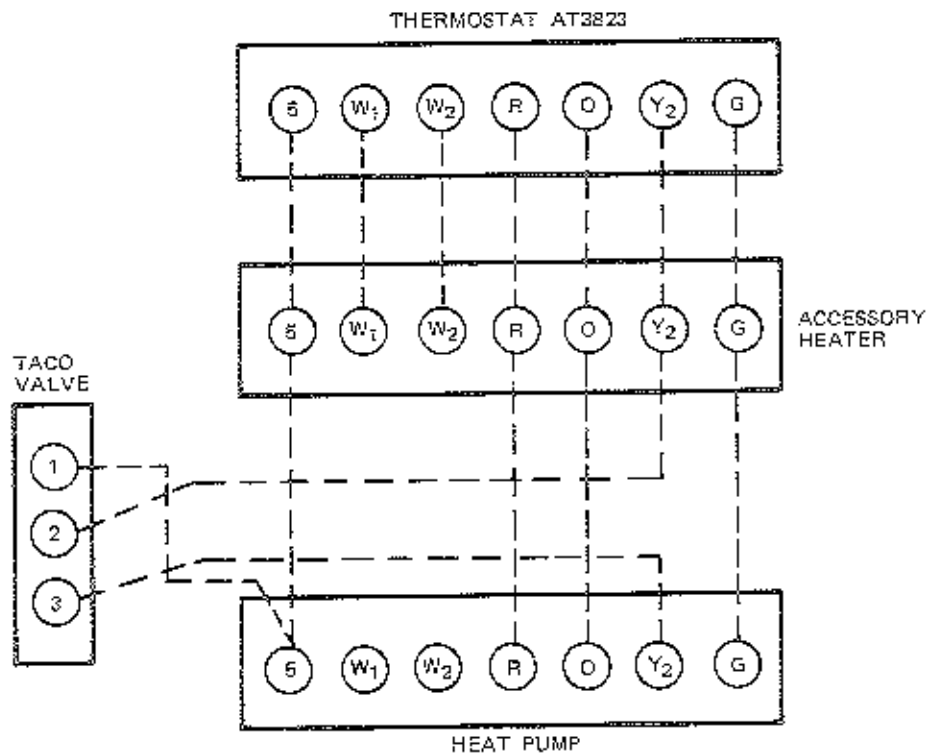 THERMOSTAT AT3823
5 W1 W2 R O Y2 G
5 W1 W2 R O Y2 G
ACCESSORY
HEATER
TACO
VALVE
1
2
3
5 W1 W2 R O Y2 G
HEAT PUMP